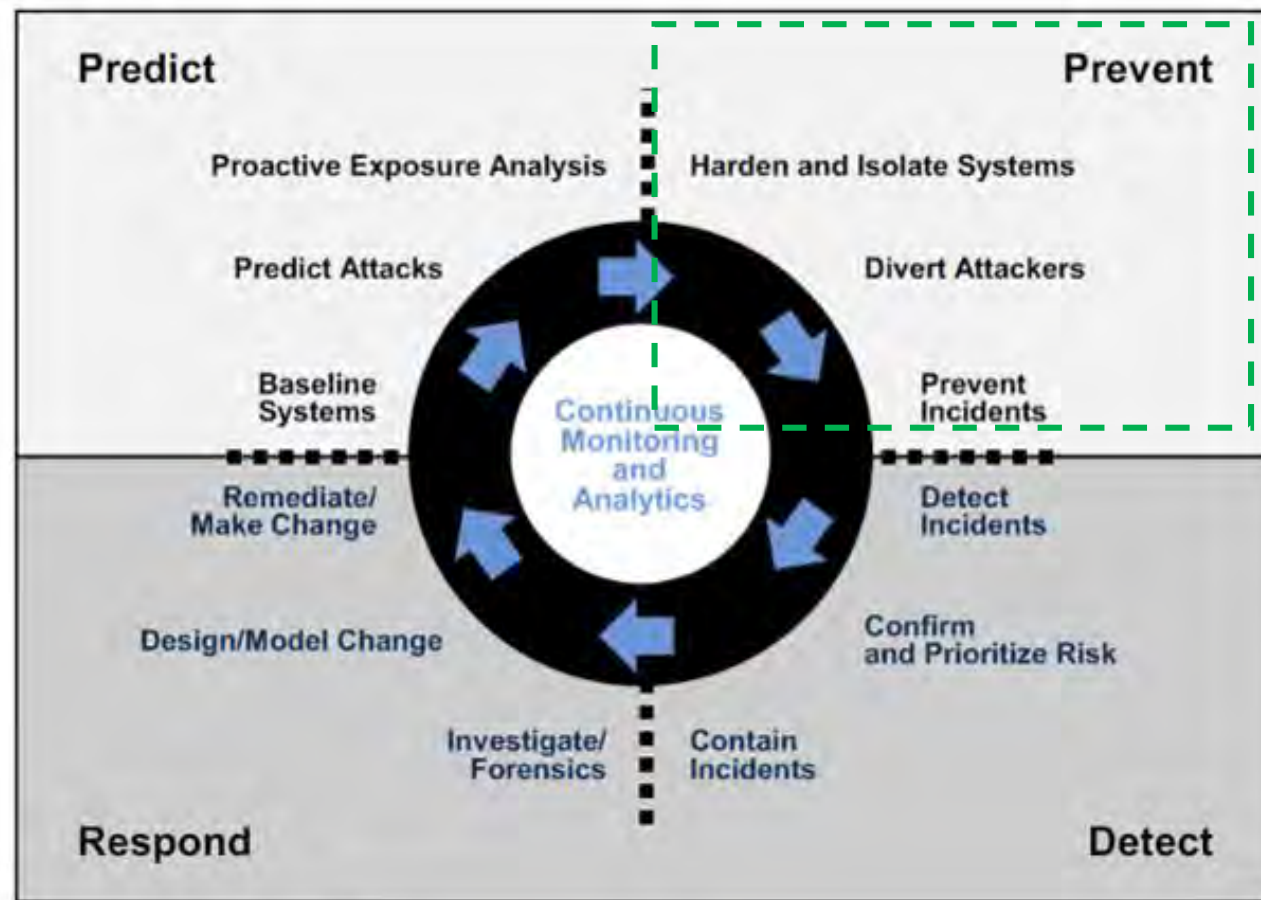 Predict
Prevent
Proactive Exposure Analysis
Harden and Isolate Systems
Predict Attacks
Divert Attackers
Baseline
Systems
Prevent
Incidents
Continuous
Monitoring
and
Analytics
Remediate/
Make Change
Detect
Incidents
Design/Model Change
Confirm
and Prioritize Risk
Investigate/
Forensics
Contain
Incidents
Respond
Detect